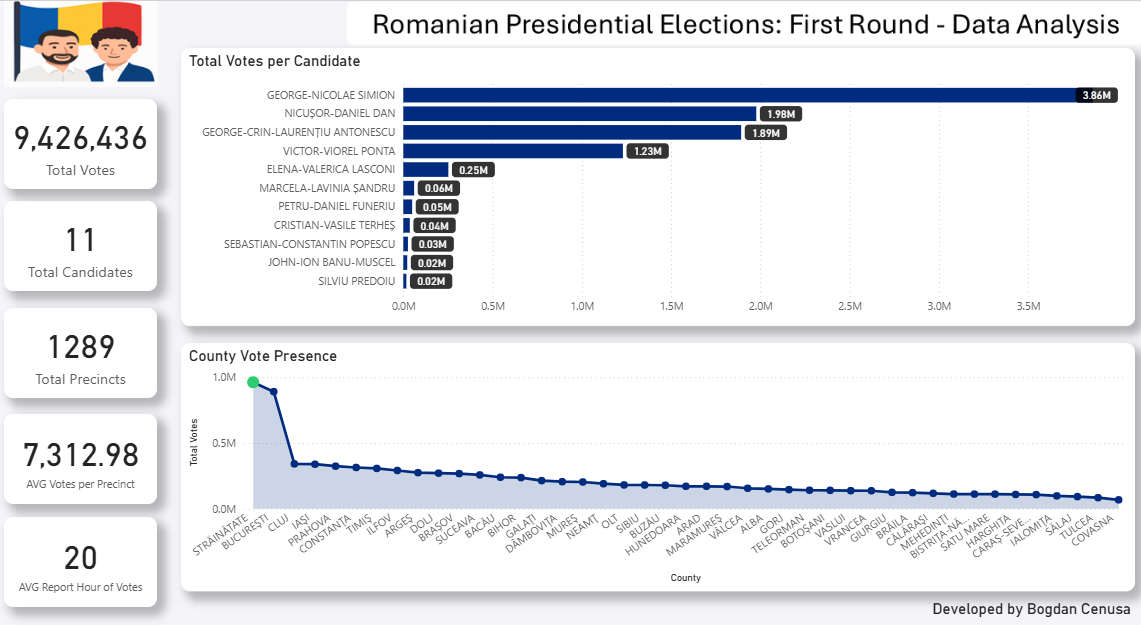 Romanian Presidential Elections: First Round - Data Analysis
9,426,436
Total Votes
11
Total Candidates
1289
Total Precincts
7,312.98
AVG Votes per Precinct
20
AVG Report Hour of Votes
Total Votes per Candidate
GEORGE-NICOLAE SIMION 3.86M
NICUȘOR-DANIEL DAN 1.98M
GEORGE-CRIN-LAURENȚIU ANTONESCU 1.89M
VICTOR-VIOREL PONTA 1.23M
ELENA-VALERICA LASCONI 0.25M
MARCELA-LAVINIA ȘANDRU 0.06M
PETRU-DANIEL FUNERIU 0.05M
CRISTIAN-VASILE TERHEȘ 0.04M
SEBASTIAN-CONSTANTIN POPESCU 0.03M
JOHN-ION BANU-MUSCEL 0.02M
SILVIU PREDOIU 0.02M
0.0M 0.5M 1.0M 1.5M 2.0M 2.5M 3.0M 3.5M
County Vote Presence
1.0M
0.5M
0.0M
Total Votes
STRĂINĂTATE
BUCUREȘTI
CLUJ
IAȘI
PRAHOVA
CONSTANȚA
TIMIȘ
ILFOV
ARGEȘ
DOLJ
BRAȘOV
SUCEAVA
BACĂU
BIHOR
GALAȚI
DÂMBOVIȚA
MUREȘ
NEAMȚ
OLT
SIBIU
BUZĂU
HUNEDOARA
ARAD
MARAMUREȘ
VÂLCEA
ALBA
GORJ
TELEORMAN
BOTOȘANI
VASLUI
VRANCEA
GIURGIU
BRĂILA
CĂLĂRAȘI
MEHEDINȚI
BISTRIȚA-NĂ...
SATU MARE
HARGHITA
CARAȘ-SEVE...
IALOMIȚA
SĂLAJ
TULCEA
COVASNA
County
Developed by Bogdan Cenusa